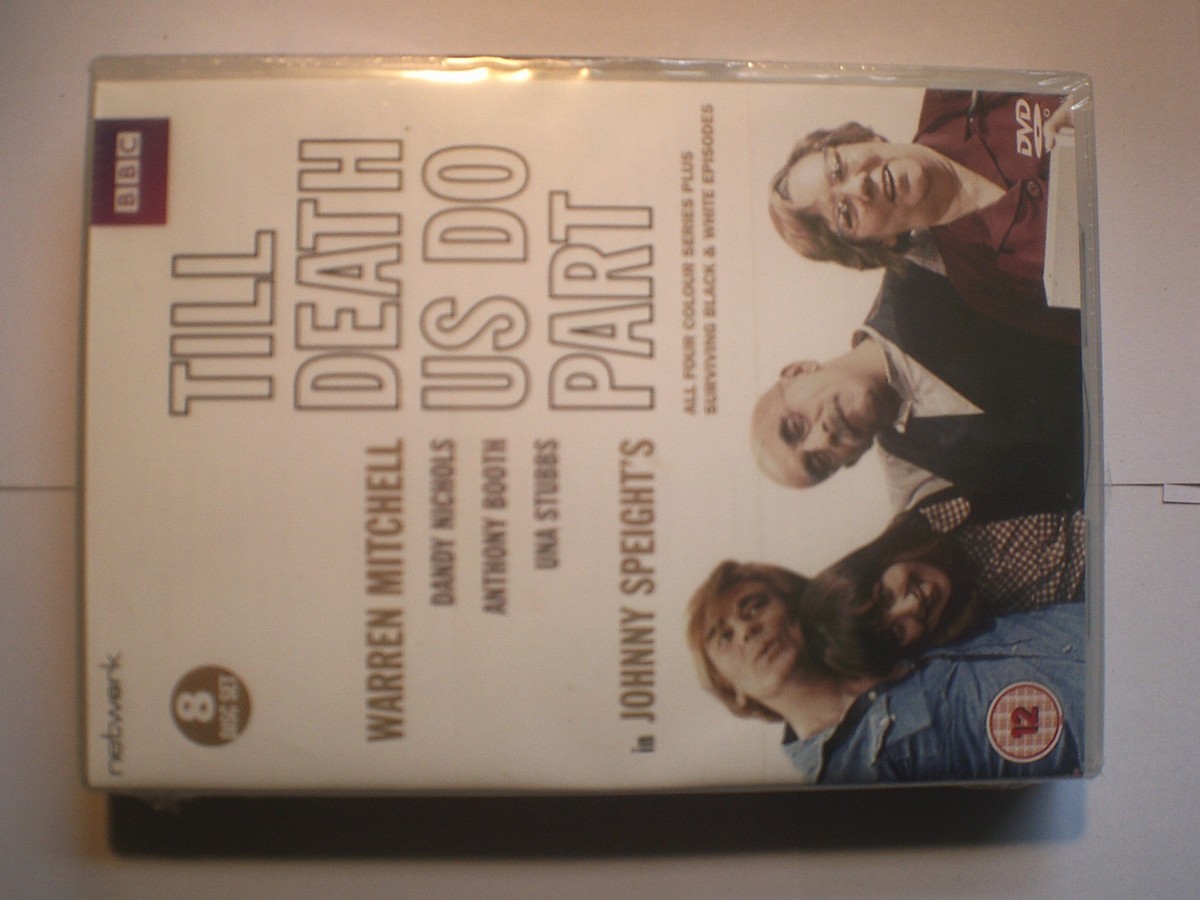 network
BBC
8
DISC SET
TILL
DEATH
US DO
PART
WARREN MITCHELL
DANDY NICHOLS
ANTHONY BOOTH
UNA STUBBS
in JOHNNY SPEIGHT'S
ALL FOUR COLOUR SERIES PLUS
SURVIVING BLACK & WHITE EPISODES
12
DVD